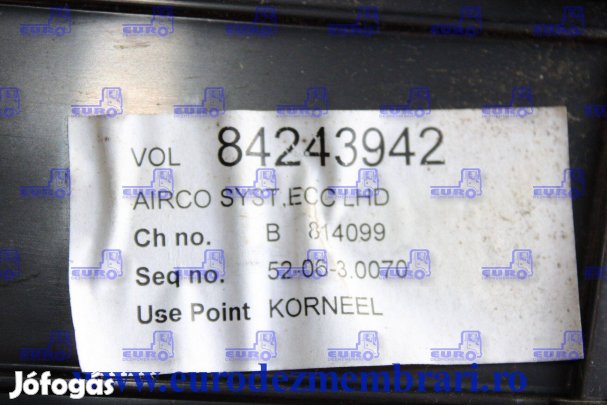 VOL 84243942
AIRCO SYST,ECC LHD
Ch no. B 814099
Seq no. 52-06-3.0070
Use Point KORNEEL
Jófogás
www.eurodezmembrari.ro